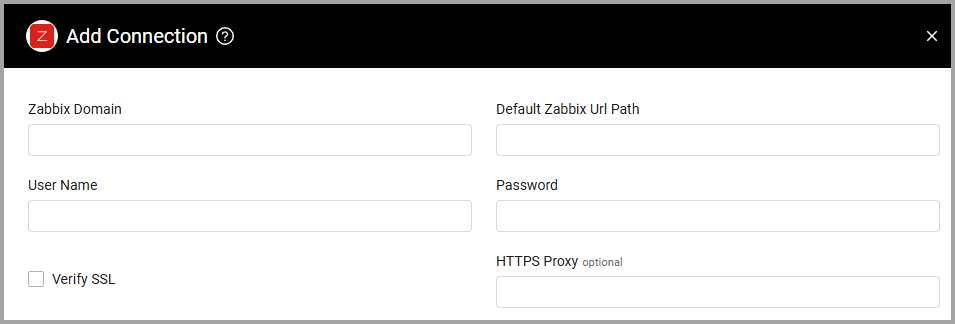 Z Add Connection ?
Zabbix Domain
Default Zabbix Url Path
User Name
Password
Verify SSL
HTTPS Proxy optional